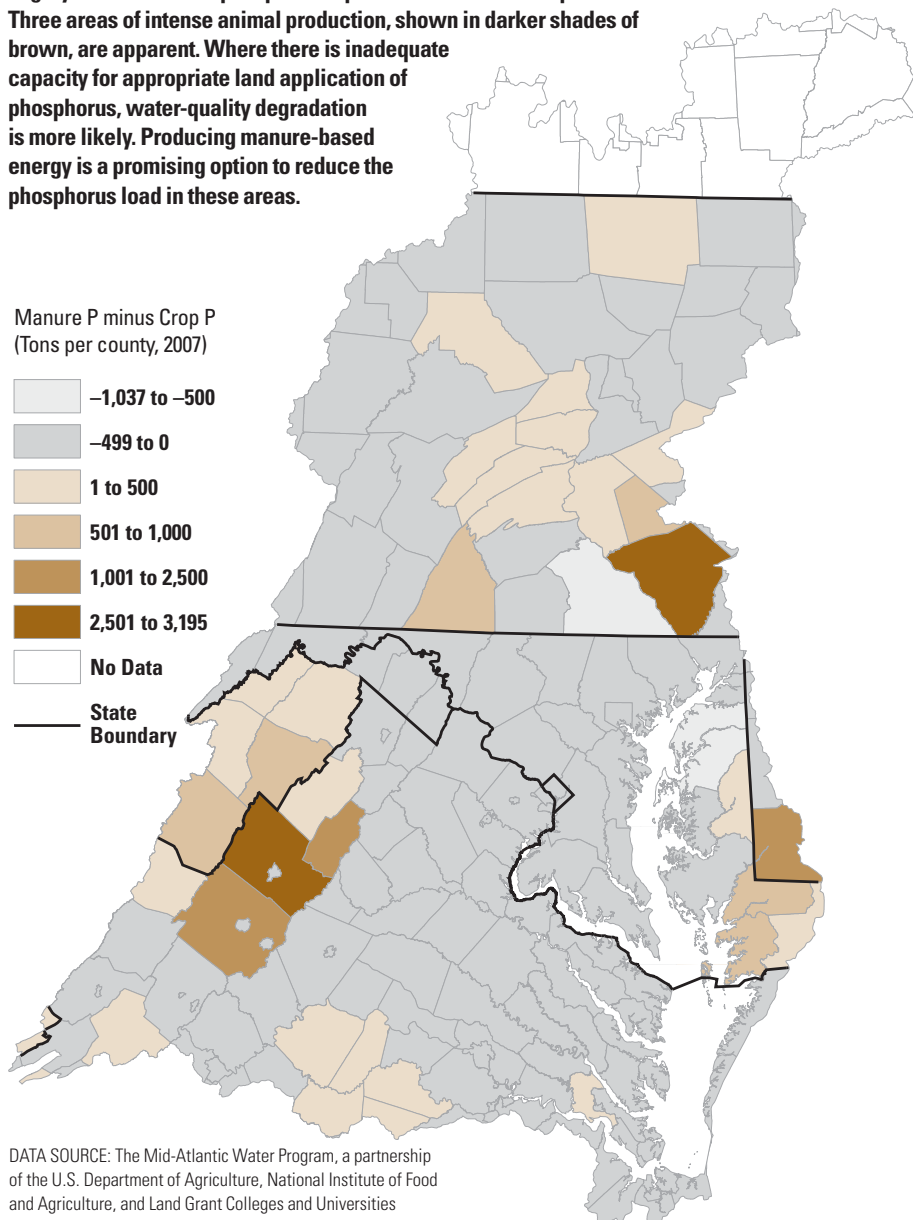 Three areas of intense animal production, shown in darker shades of
brown, are apparent. Where there is inadequate
capacity for appropriate land application of
phosphorus, water-quality degradation
is more likely. Producing manure-based
energy is a promising option to reduce the
phosphorus load in these areas.
Manure P minus Crop P
(Tons per county, 2007)
–1,037 to –500
–499 to 0
1 to 500
501 to 1,000
1,001 to 2,500
2,501 to 3,195
No Data
State
Boundary
DATA SOURCE: The Mid-Atlantic Water Program, a partnership
of the U.S. Department of Agriculture, National Institute of Food
and Agriculture, and Land Grant Colleges and Universities